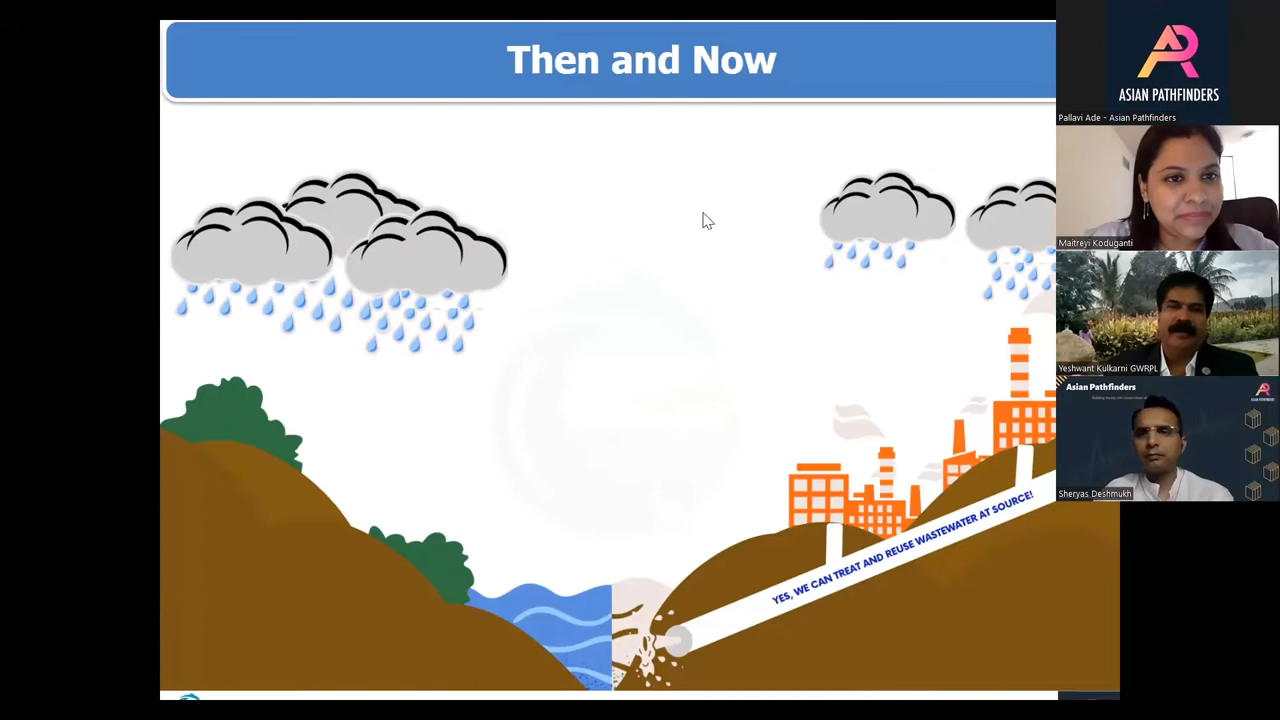 Then and Now
YES, WE CAN TREAT AND REUSE WASTEWATER AT SOURCE!
ASIAN PATHFINDERS
Pallavi Ade - Asian Pathfinders
Maitreyi Koduganti
Yeshwant Kulkarni GWRPL
Asian Pathfinders
Sheryas Deshmukh